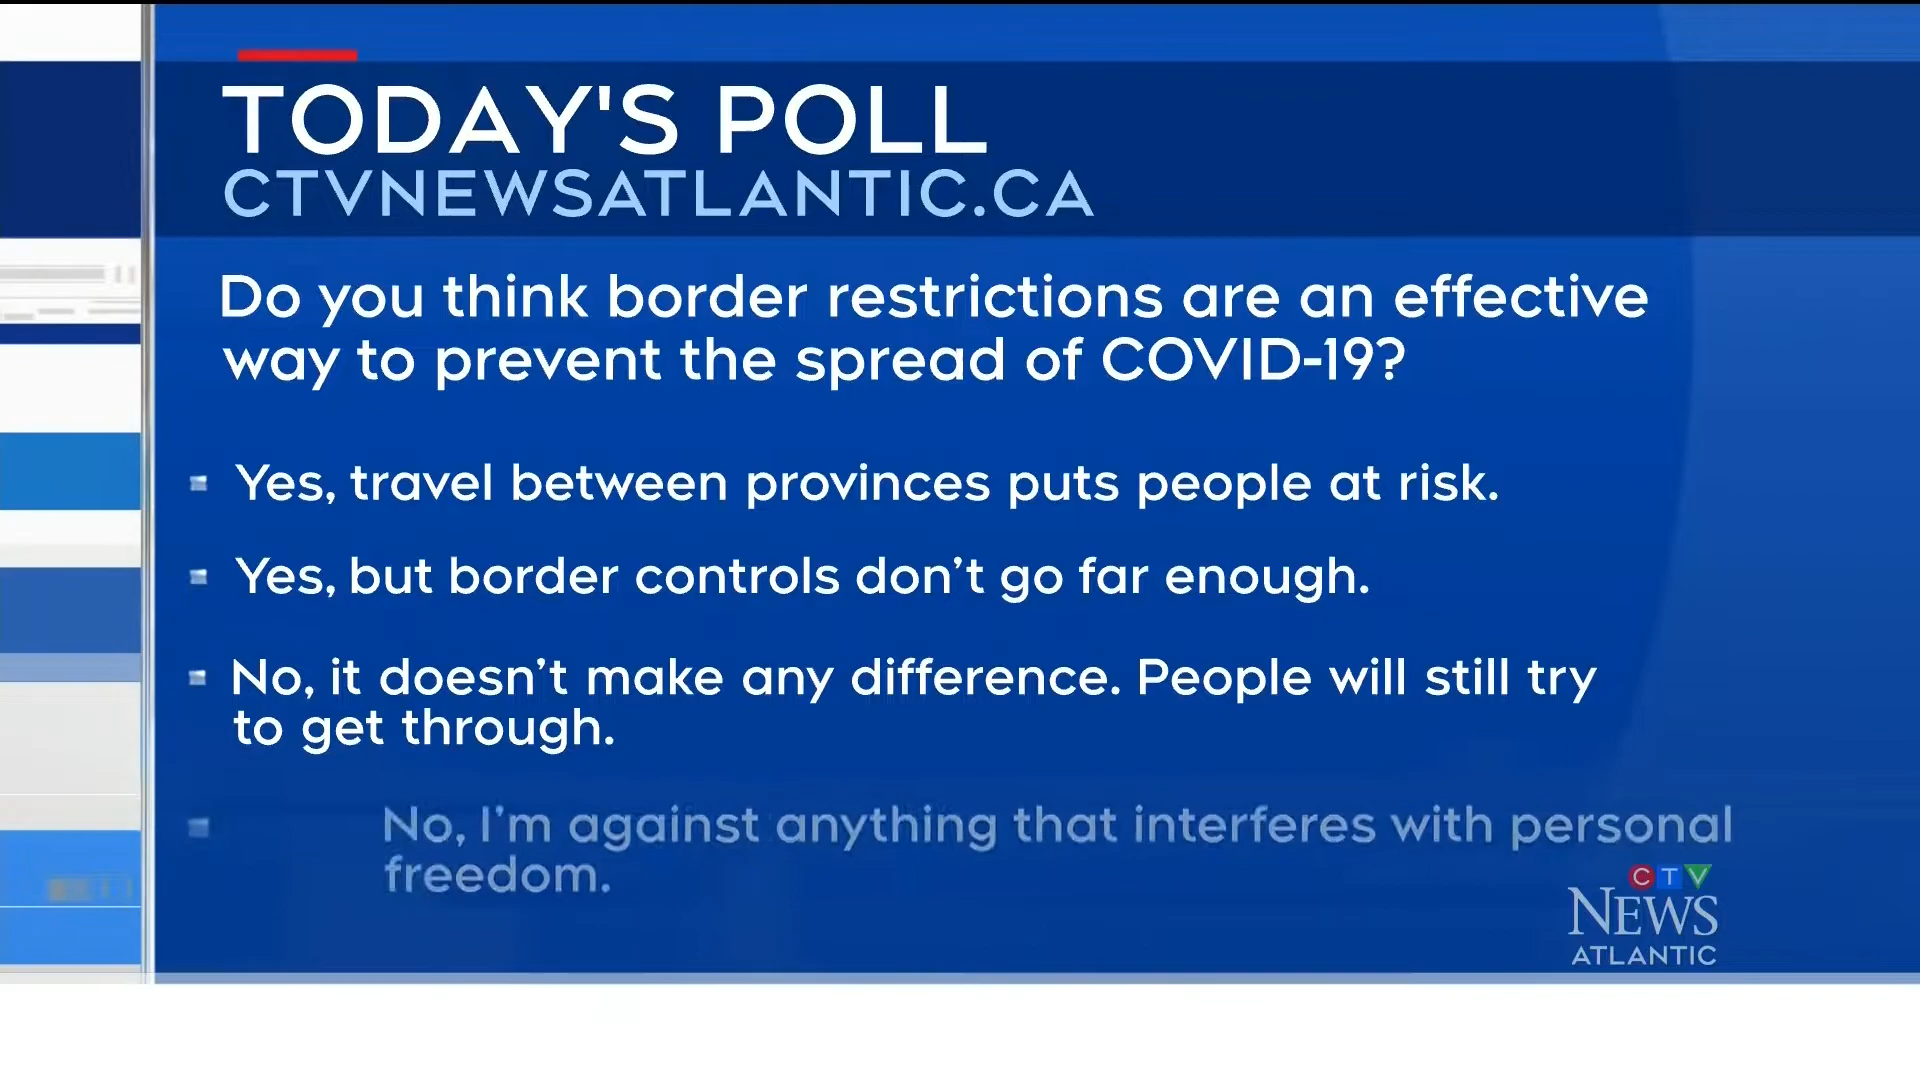 TODAY'S POLL
CTVNEWSATLANTIC.CA
Do you think border restrictions are an effective
way to prevent the spread of COVID-19?
Yes, travel between provinces puts people at risk.
Yes, but border controls don’t go far enough.
No, it doesn’t make any difference. People will still try
to get through.
No, I’m against anything that interferes with personal
freedom.
CTV
NEWS
ATLANTIC